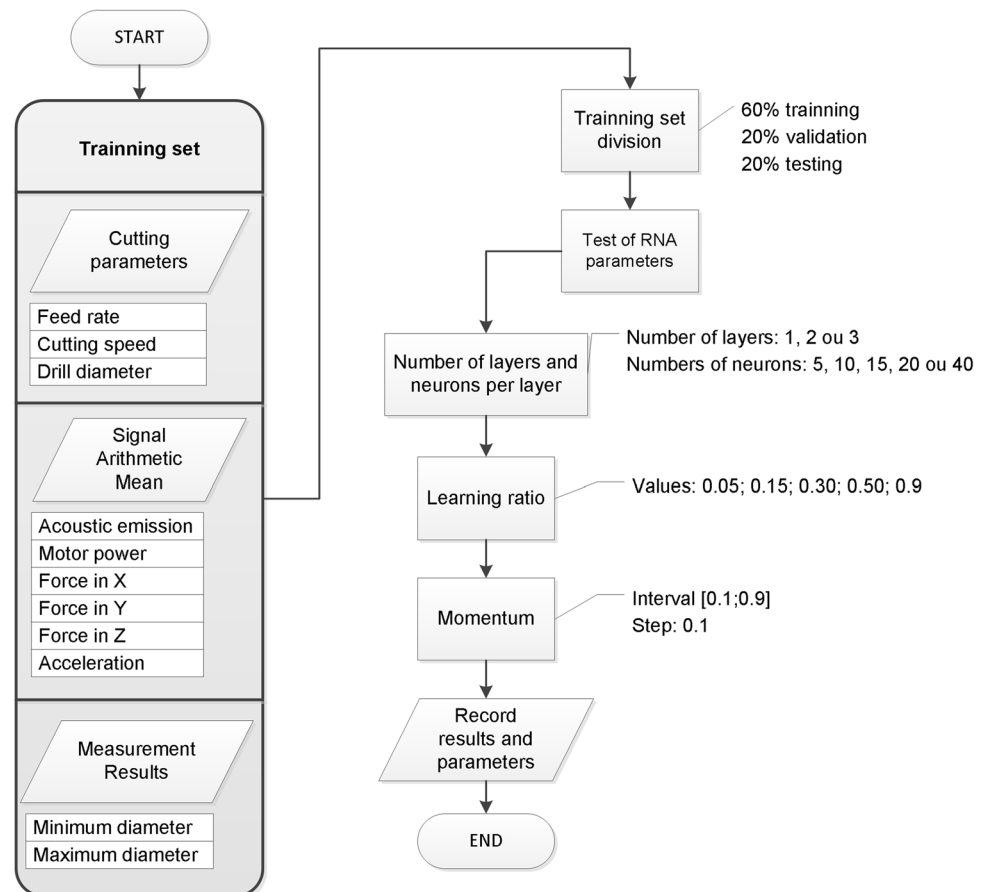 START
Trainning set
Cutting
parameters
Feed rate
Cutting speed
Drill diameter
Signal
Arithmetic
Mean
Acoustic emission
Motor power
Force in X
Force in Y
Force in Z
Acceleration
Measurement
Results
Minimum diameter
Maximum diameter
Trainning set
division
60% trainning
20% validation
20% testing
Test of RNA
parameters
Number of layers and
neurons per layer
Number of layers: 1, 2 ou 3
Numbers of neurons: 5, 10, 15, 20 ou 40
Learning ratio
Values: 0.05; 0.15; 0.30; 0.50; 0.9
Momentum
Interval [0.1;0.9]
Step: 0.1
Record
results and
parameters
END